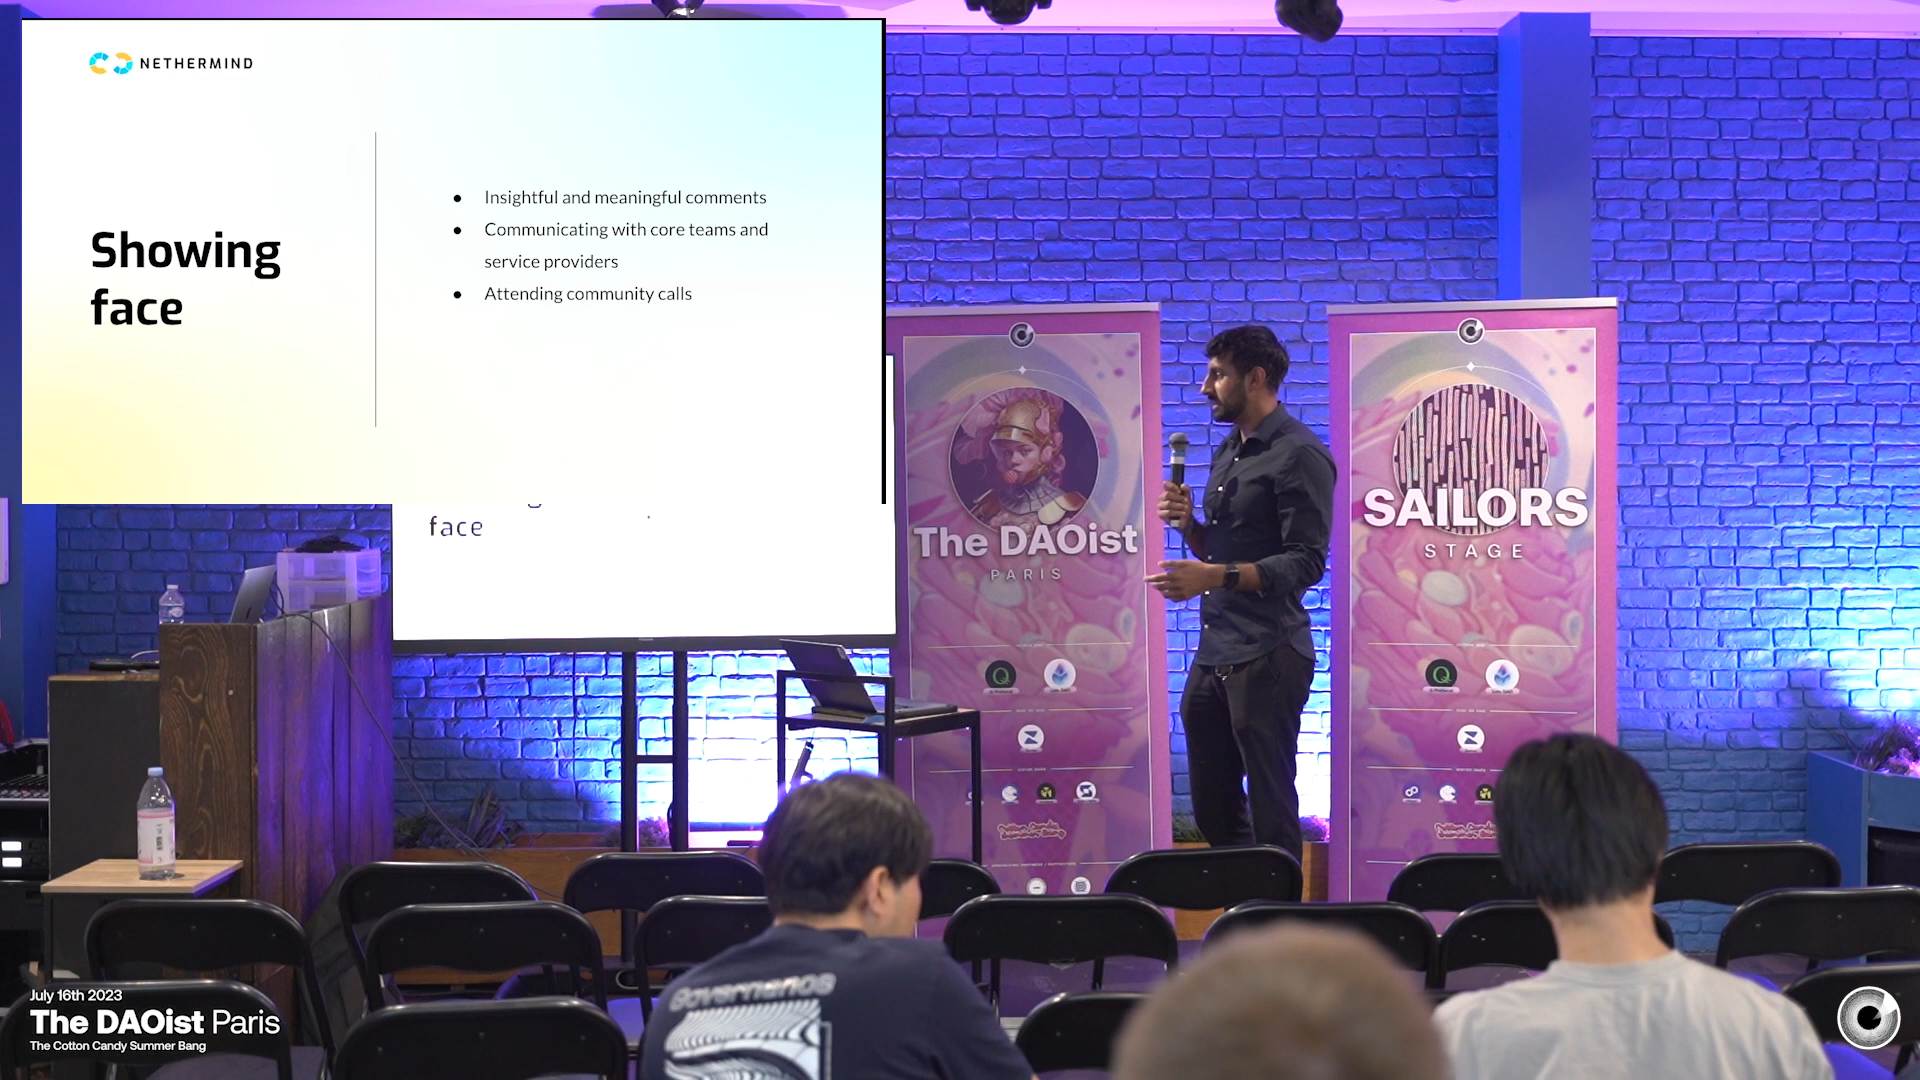 NETHERMIND
Showing
face
● Insightful and meaningful comments
● Communicating with core teams and
service providers
● Attending community calls
face
The DAOist
PARIS
SAILORS
STAGE
Governance
July 16th 2023
The DAOist Paris
The Cotton Candy Summer Bang